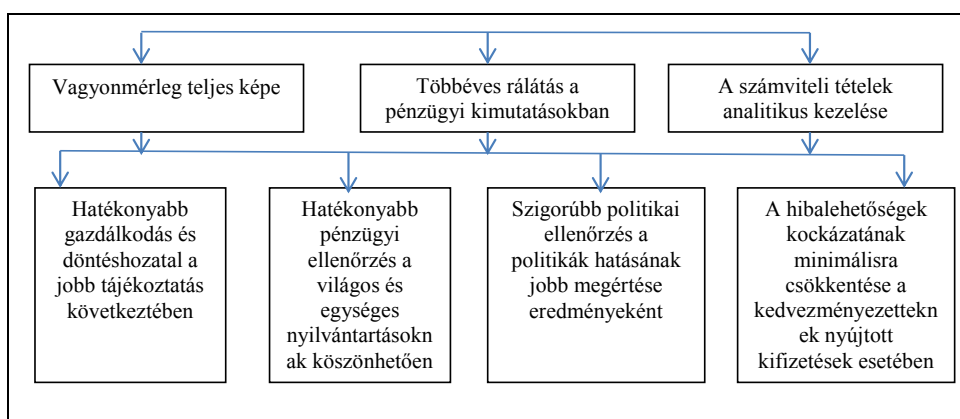 Vagyonmérleg teljes képe
Többéves rálátás a
pénzügyi kimutatásokban
A számviteli tételek
analitikus kezelése
Hatékonyabb
gazdálkodás és
döntéshozatal a
jobb tájékoztatás
következtében
Hatékonyabb
pénzügyi
ellenőrzés a
világos és
egységes
nyilvántartásokn
ak köszönhetően
Szigorúbb politikai
ellenőrzés a
politikák hatásának
jobb megértése
eredményeként
A hibalehetőségek
kockázatának
minimálisra
csökkentése a
kedvezményezettekn
ek nyújtott
kifizetések esetében